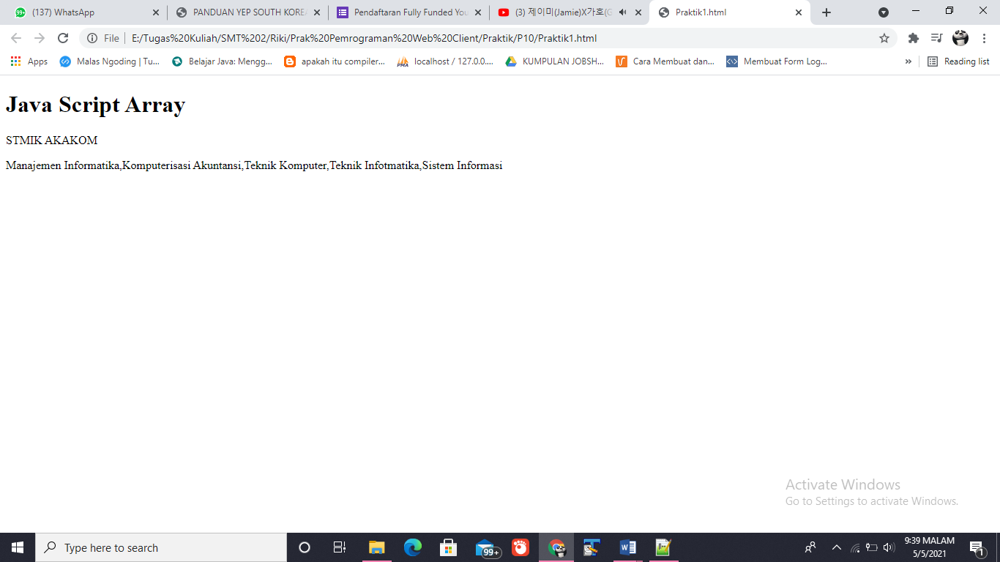 (137) WhatsApp
PANDUAN YEP SOUTH KORE
Pendaftaran Fully Funded You
(3) 제이미(Jamie)X가호(G
Praktik1.html
File
E:/Tugas%20Kuliah/SMT%202/Riki/Prak%20Pemrograman%20Web%20Client/Praktik/P10/Praktik1.html
Apps
Malas Ngoding | Tu...
Belajar Java: Mengg...
apakah itu compiler...
PMA
localhost / 127.0.0....
KUMPULAN JOBSH...
Cara Membuat dan...
Membuat Form Log...
»
Reading list
Java Script Array
STMIK AKAKOM
Manajemen Informatika,Komputerisasi Akuntansi,Teknik Komputer,Teknik Infotmatika,Sistem Informasi
Activate Windows
Go to Settings to activate Windows.
Type here to search
99+
9:39 MALAM
5/5/2021
1